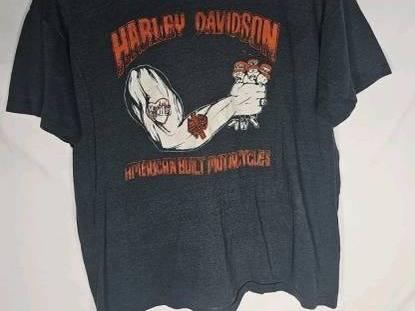 HARLEY DAVIDSON
AMERICAN BUILT MOTORCYCLES